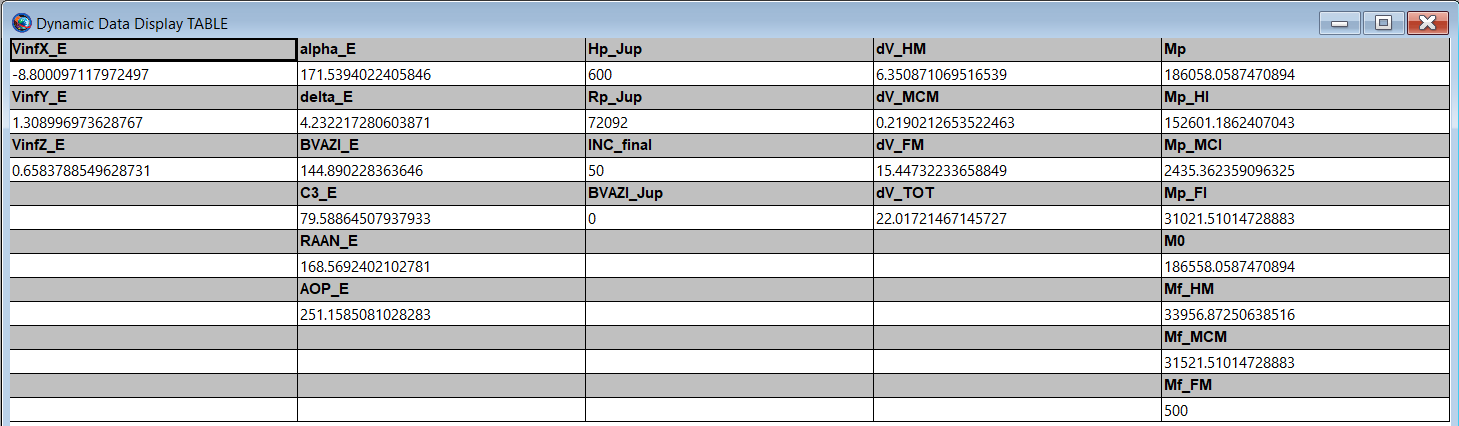 Dynamic Data Display TABLE
VinfX_E alpha_E Hp_Jup dV_HM Mp
-8.800097117972497 171.5394022405846 600 6.350871069516539 186058.0587470894
VinfY_E delta_E Rp_Jup dV_MCM Mp_HI
1.308996973628767 4.232217280603871 72092 0.2190212653522463 152601.1862407043
VinfZ_E BVAZI_E INC_final dV_FM Mp_MCI
0.6583788549628731 144.890228363646 50 15.44732233658849 2435.362359096325
C3_E BVAZI_Jup dV_TOT Mp_FI
79.58864507937933 0 22.01721467145727 31021.51014728883
RAAN_E M0
168.5692402102781 186558.0587470894
AOP_E Mf_HM
251.1585081028283 33956.87250638516
Mf_MCM
31521.51014728883
Mf_FM
500